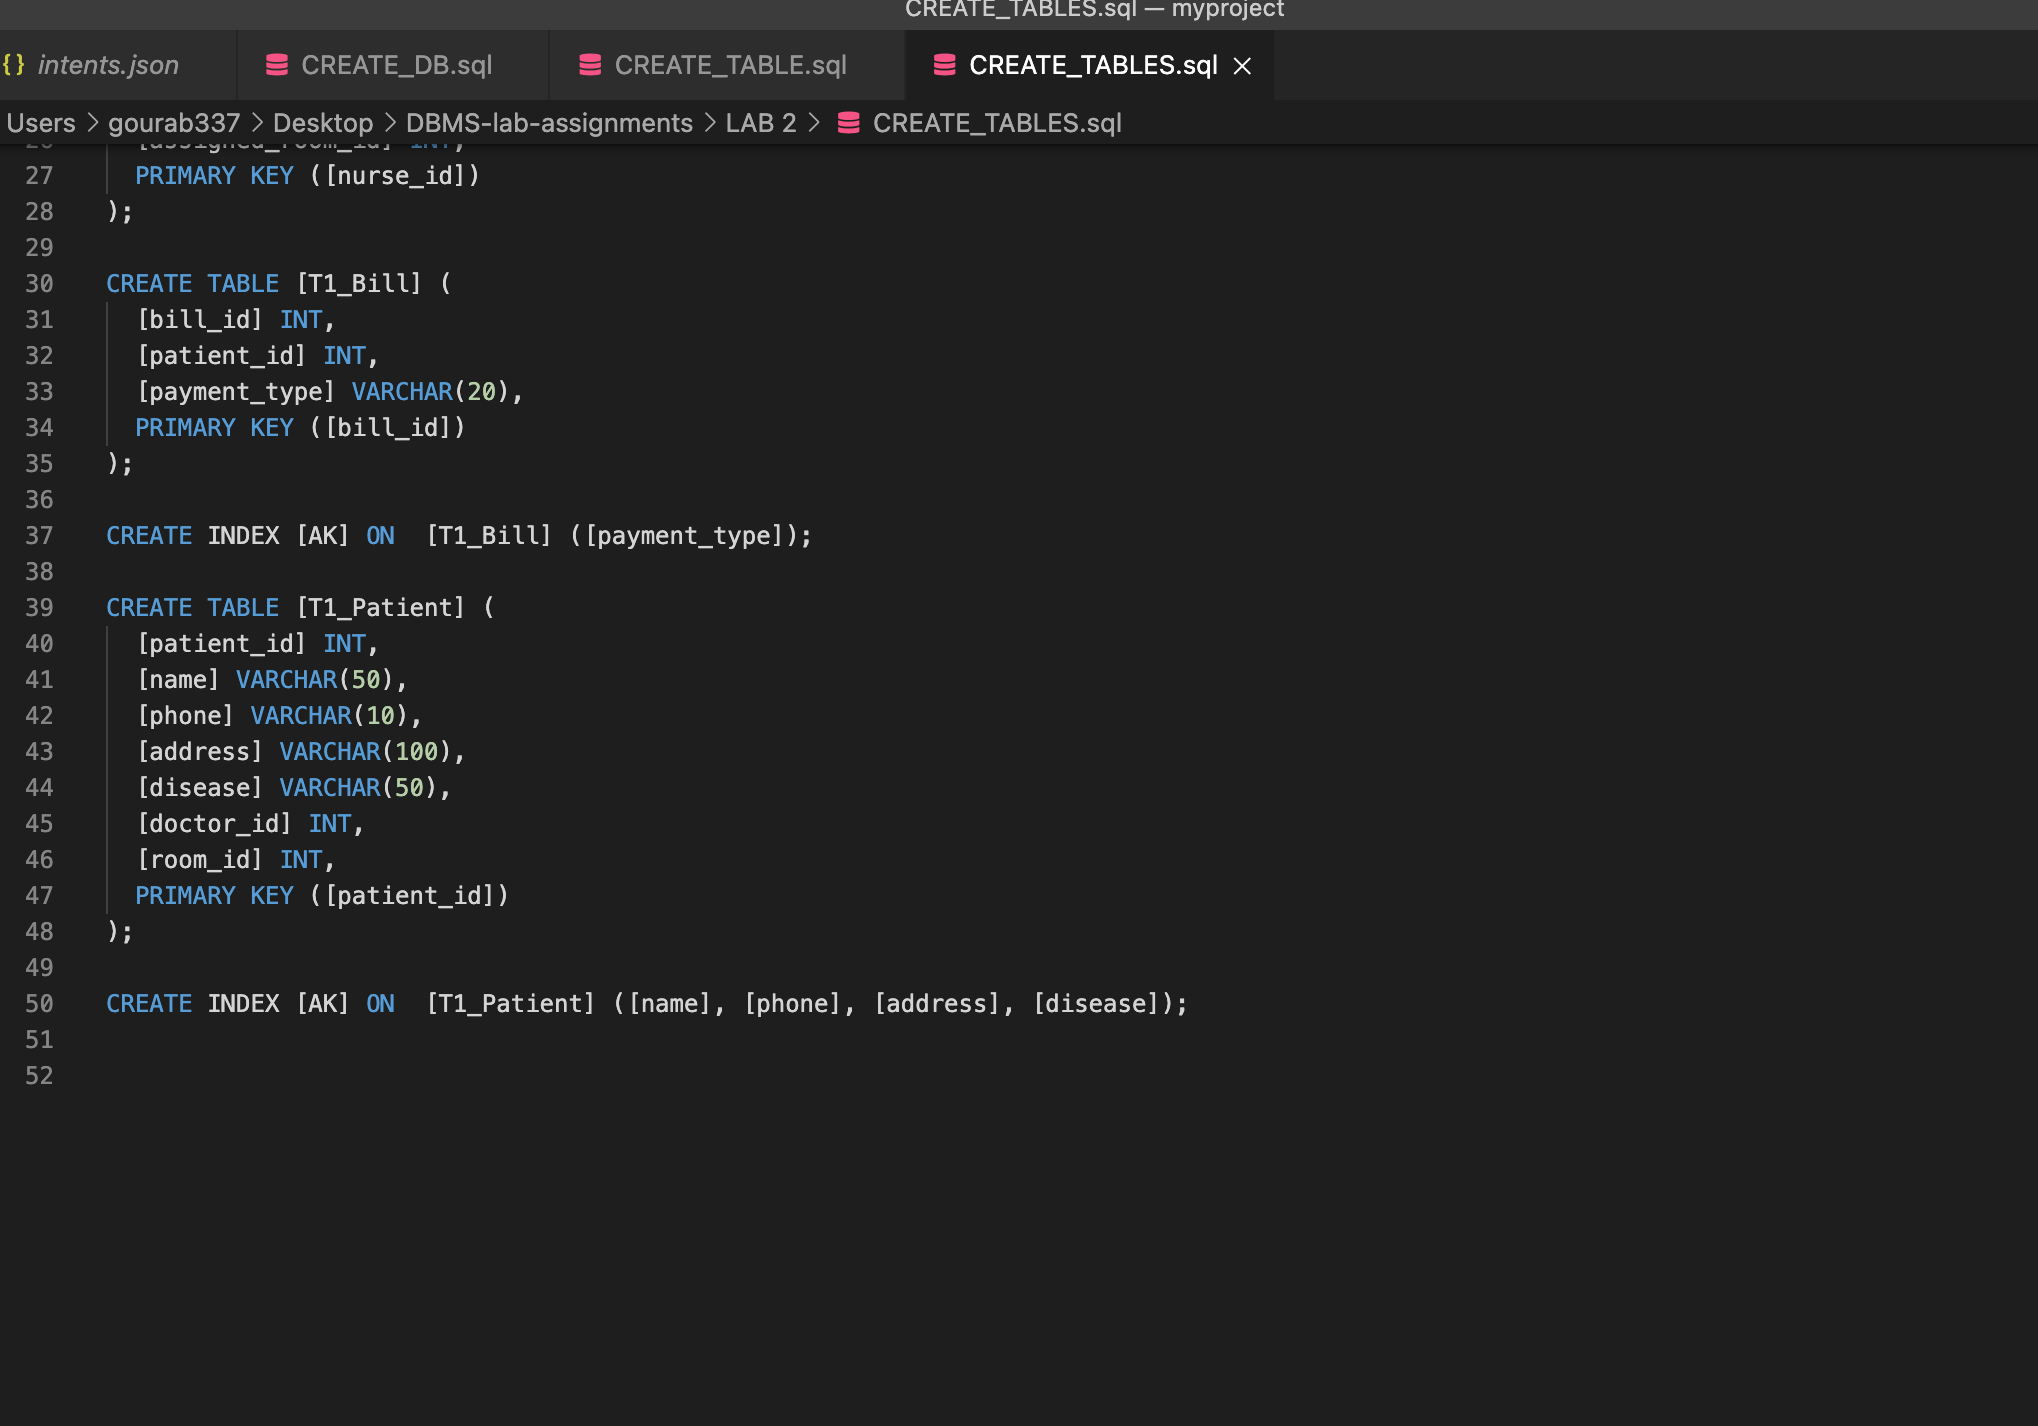 CREATE_TABLES.sql — myproject
{} intents.json CREATE_DB.sql CREATE_TABLE.sql CREATE_TABLES.sql ×
Users > gourab337 > Desktop > DBMS-lab-assignments > LAB 2 > CREATE_TABLES.sql
26 [assigned_room_id] INT,
27 PRIMARY KEY ([nurse_id])
28 );
29
30 CREATE TABLE [T1_Bill] (
31 [bill_id] INT,
32 [patient_id] INT,
33 [payment_type] VARCHAR(20),
34 PRIMARY KEY ([bill_id])
35 );
36
37 CREATE INDEX [AK] ON  [T1_Bill] ([payment_type]);
38
39 CREATE TABLE [T1_Patient] (
40 [patient_id] INT,
41 [name] VARCHAR(50),
42 [phone] VARCHAR(10),
43 [address] VARCHAR(100),
44 [disease] VARCHAR(50),
45 [doctor_id] INT,
46 [room_id] INT,
47 PRIMARY KEY ([patient_id])
48 );
49
50 CREATE INDEX [AK] ON  [T1_Patient] ([name], [phone], [address], [disease]);
51
52